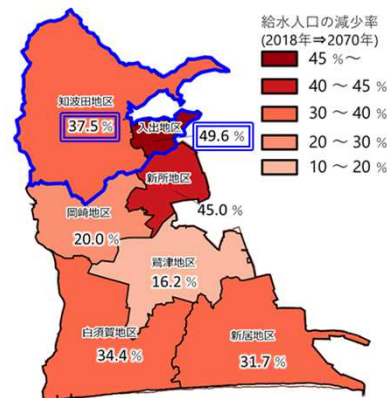 給水人口の減少率
(2018年⇒2070年)
45 %～
40 ～ 45 %
30 ～ 40 %
20 ～ 30 %
10 ～ 20 %
知波田地区
37.5 %
入出地区
49.6 %
新所地区
45.0 %
岡崎地区
20.0 %
鷲津地区
16.2 %
白須賀地区
34.4 %
新居地区
31.7 %